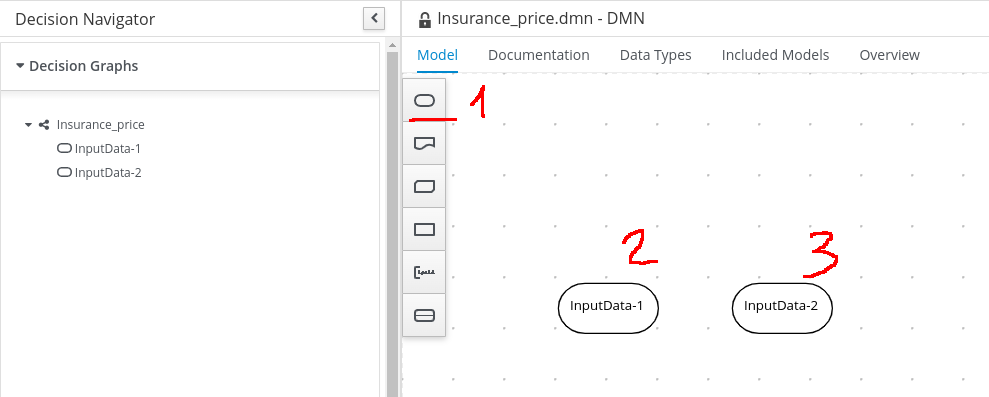 Decision Navigator
Insurance_price.dmn - DMN
Decision Graphs
Model Documentation Data Types Included Models Overview
1
Insurance_price
InputData-1
InputData-2
2 3
InputData-1 InputData-2